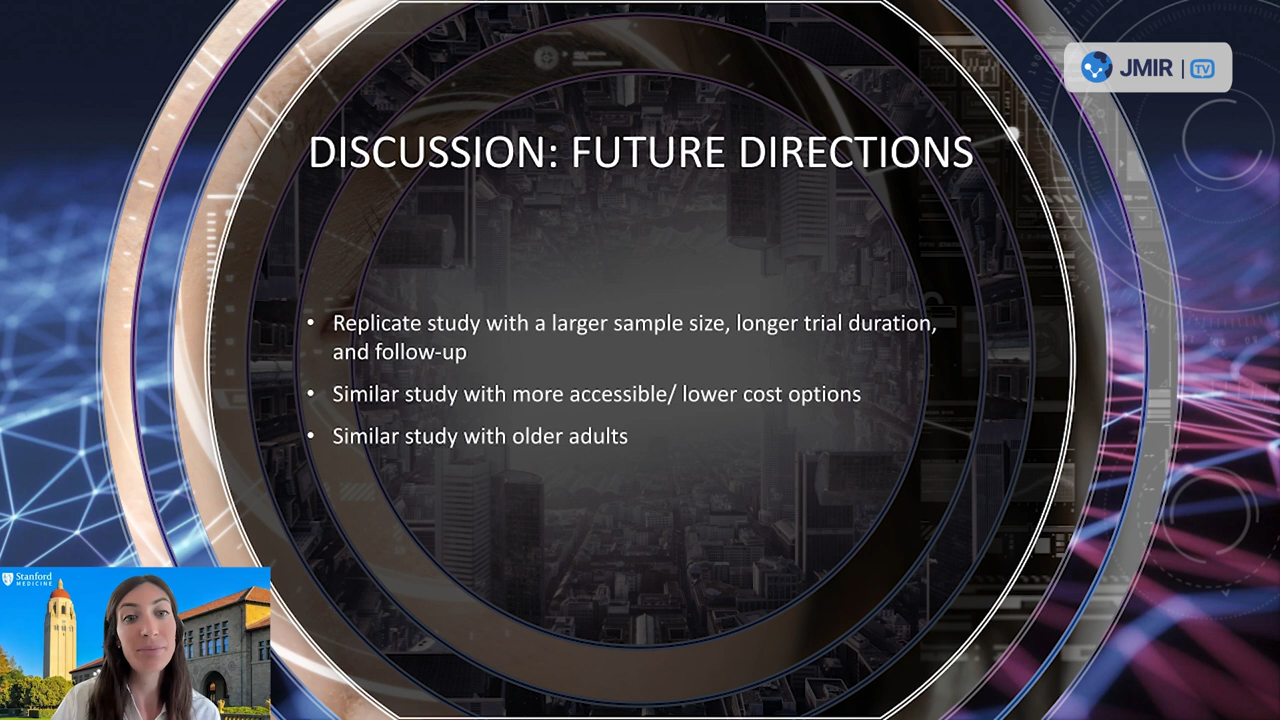 JMIR | TV
DISCUSSION: FUTURE DIRECTIONS
• Replicate study with a larger sample size, longer trial duration,
and follow-up
• Similar study with more accessible/ lower cost options
• Similar study with older adults
Stanford
MEDICINE